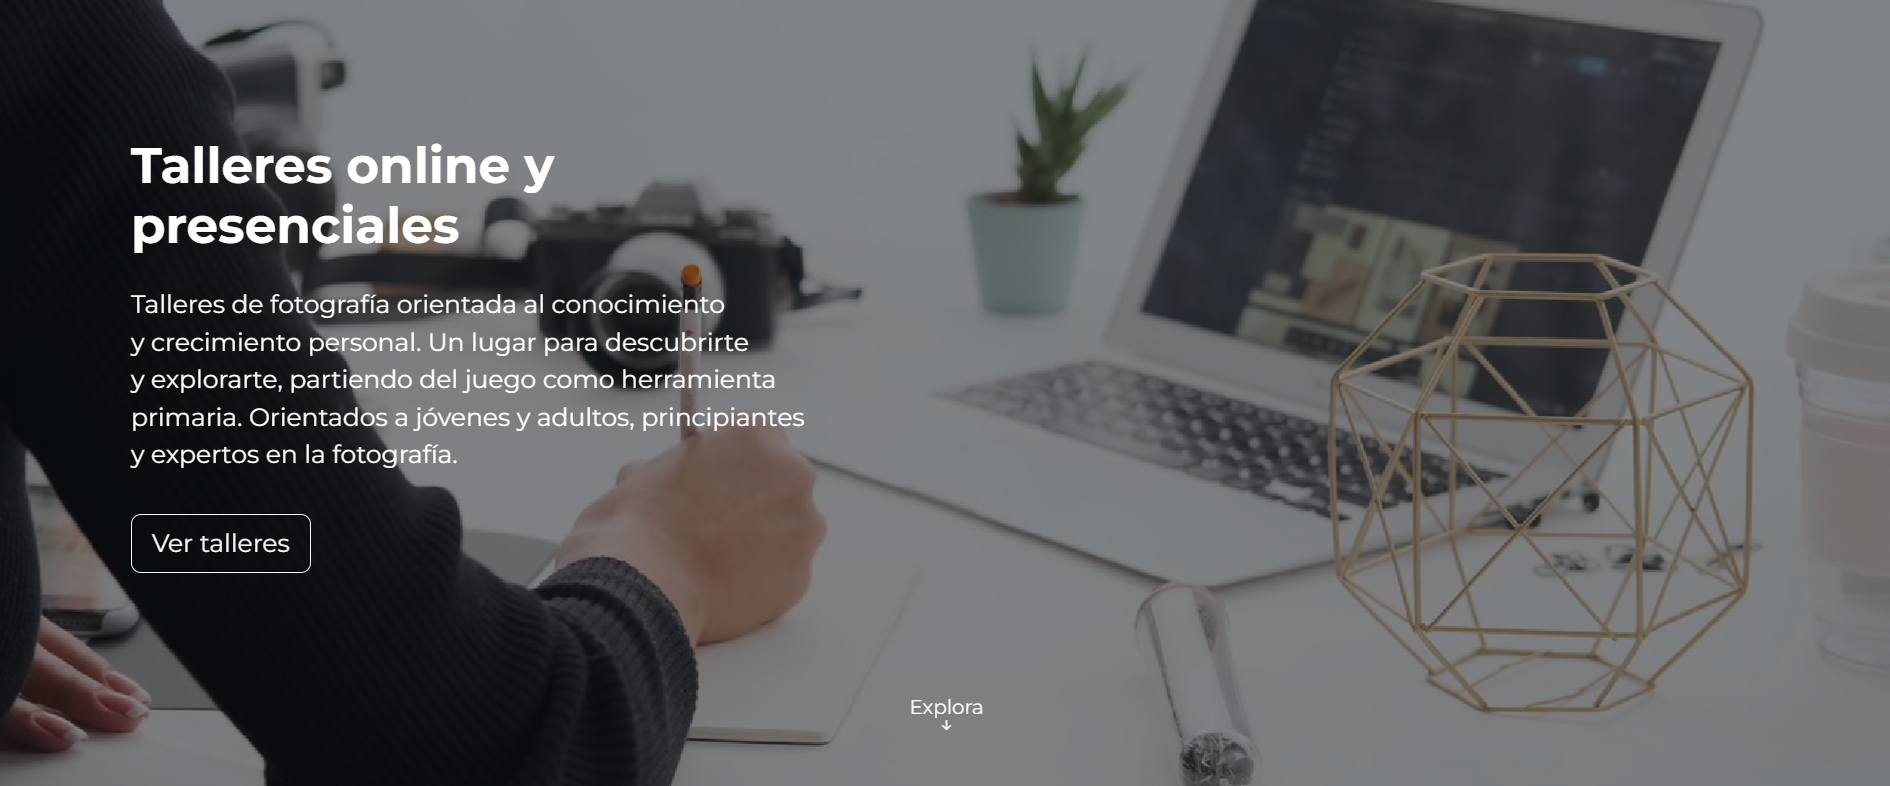 Talleres online y
presenciales
Talleres de fotografía orientada al conocimiento
y crecimiento personal. Un lugar para descubrirte
y explorarte, partiendo del juego como herramienta
primaria. Orientados a jóvenes y adultos, principiantes
y expertos en la fotografía.
Ver talleres
Explora